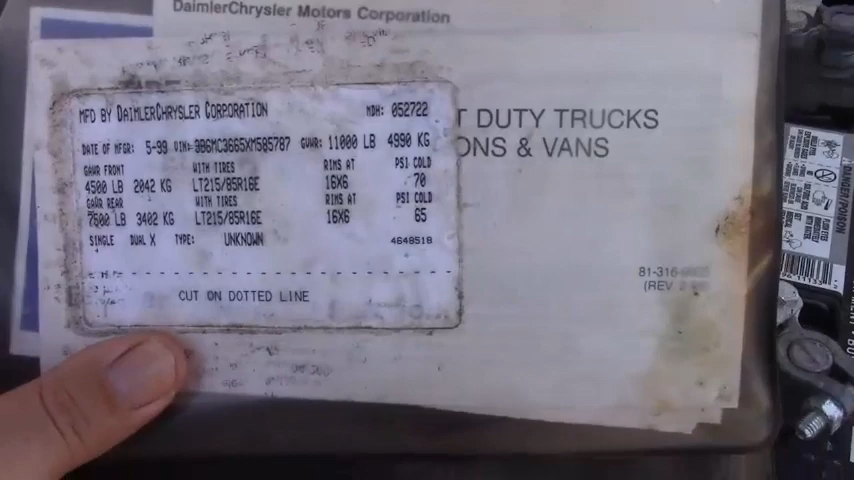 DaimlerChrysler Motors Corporation
T DUTY TRUCKS
ONS & VANS
81-316-
(REV.
MFD BY DAIMLERCHRYSLER CORPORATION MDH: 052722
DATE OF MFGR: 5-99 VIN: 3B6MC3665XM585787 GVWR: 11000 LB 4990 KG
GAWR FRONT WITH TIRES RIMS AT PSI COLD
4500 LB 2042 KG LT215/85R16E 16X6 70
GAWR REAR WITH TIRES RIMS AT PSI COLD
7500 LB 3402 KG LT215/85R16E 16X6 65
SINGLE DUAL X TYPE: UNKNOWN 4648518
CUT ON DOTTED LINE
DANGER/POISON